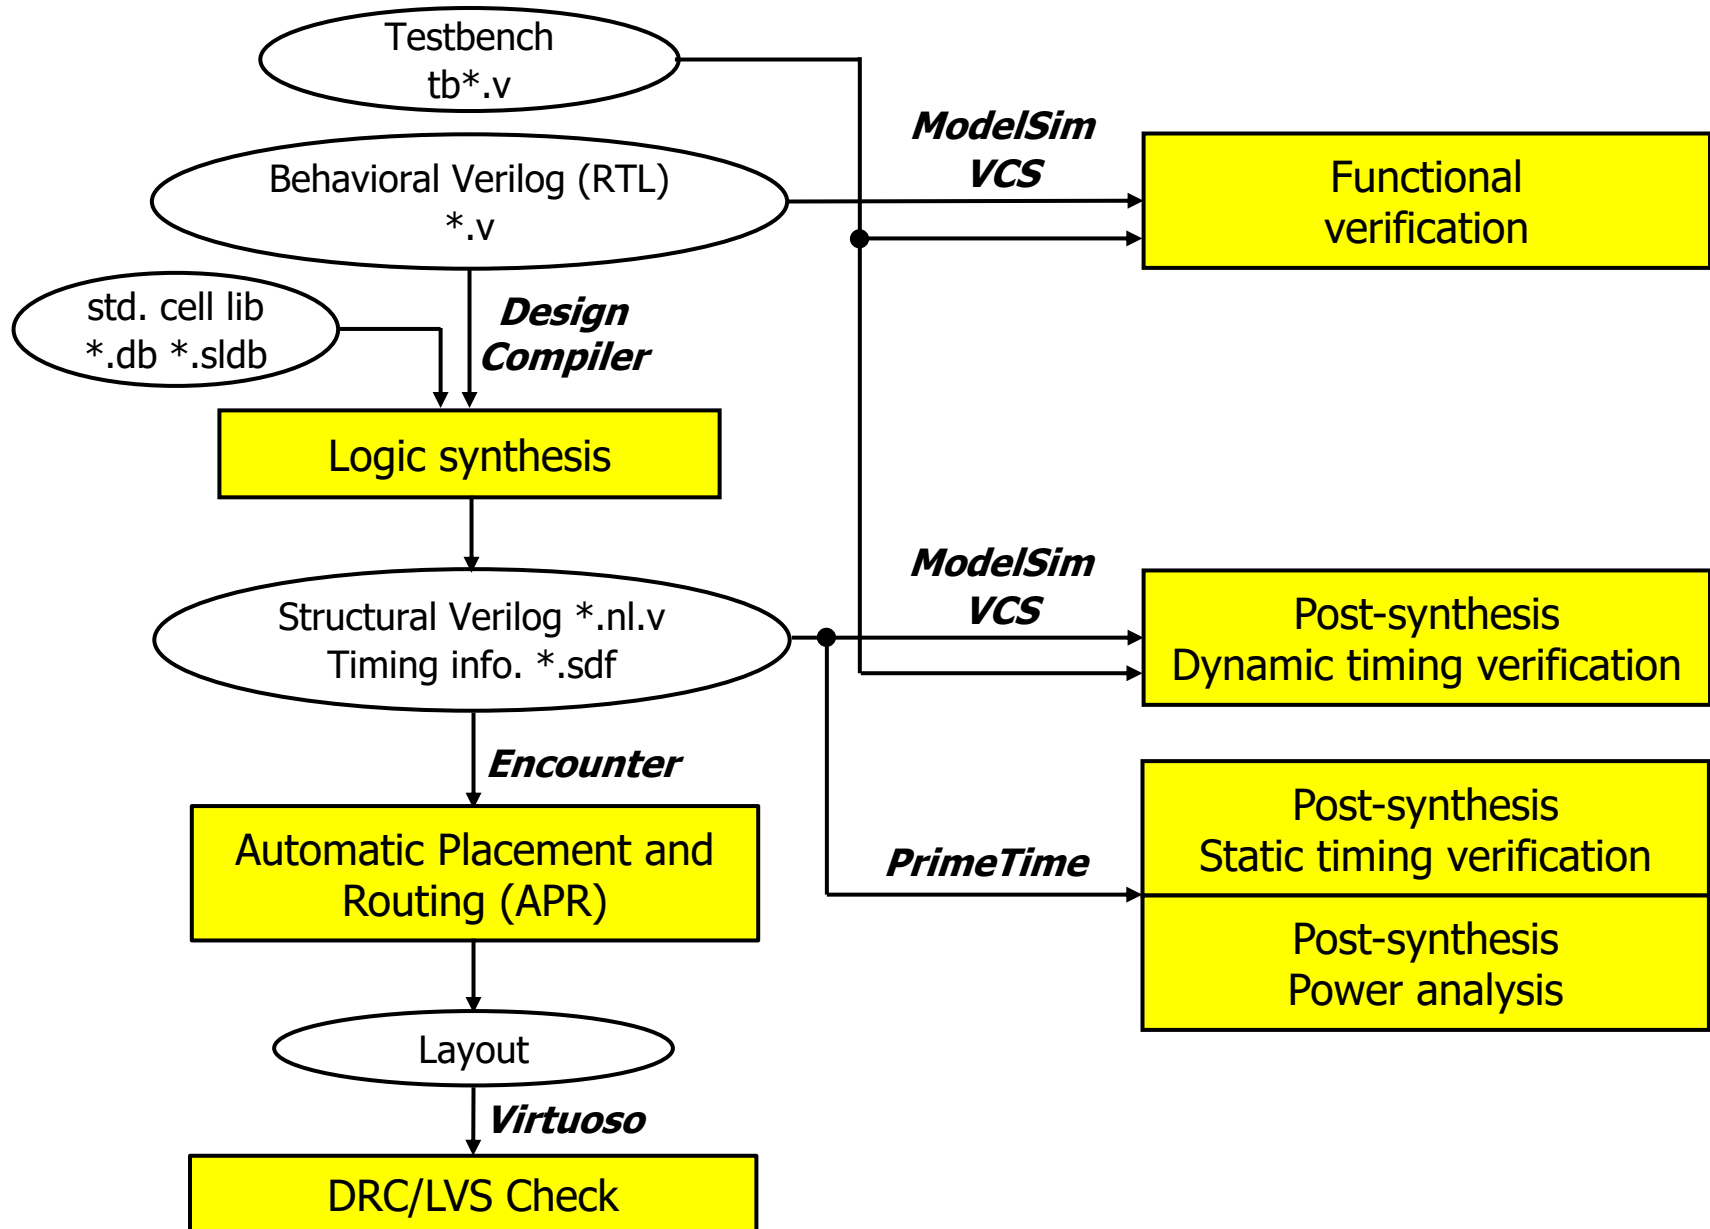 Testbench
tb*.v
Behavioral Verilog (RTL)
*.v
ModelSim
VCS
Functional
verification
std. cell lib
*.db *.sldb
Design
Compiler
Logic synthesis
Structural Verilog *.nl.v
Timing info. *.sdf
ModelSim
VCS
Post-synthesis
Dynamic timing verification
Encounter
Automatic Placement and
Routing (APR)
PrimeTime
Post-synthesis
Static timing verification
Post-synthesis
Power analysis
Layout
Virtuoso
DRC/LVS Check